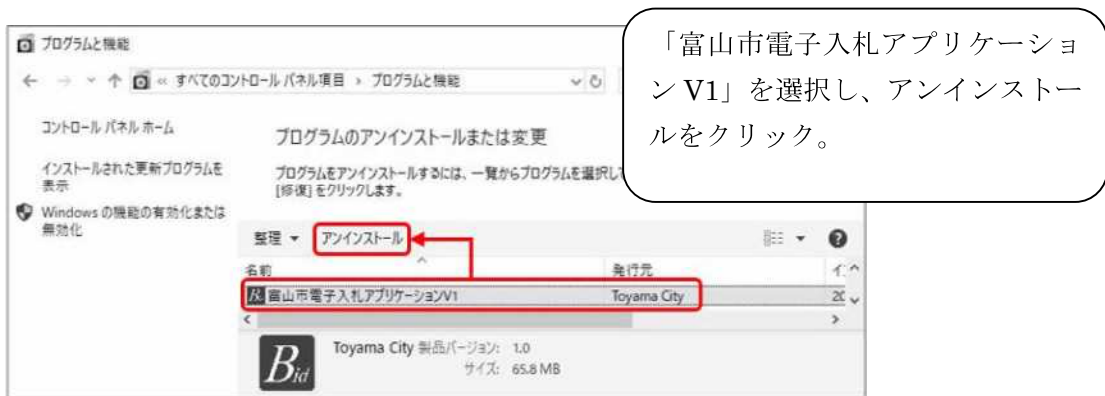 プログラムと機能
« すべてのコントロール パネル項目 › プログラムと機能
「富山市電子入札アプリケーショ
ン V1」を選択し、アンインストー
ルをクリック。
コントロール パネル ホーム
インストールされた更新プログラムを
表示
Windows の機能の有効化または
無効化
プログラムのアンインストールまたは変更
プログラムをアンインストールするには、一覧からプログラムを選択して
[修復] をクリックします。
整理 アンインストール
名前 発行元
富山市電子入札アプリケーションV1 Toyama City
Bid
Toyama City 製品バージョン: 1.0
サイズ: 65.8 MB